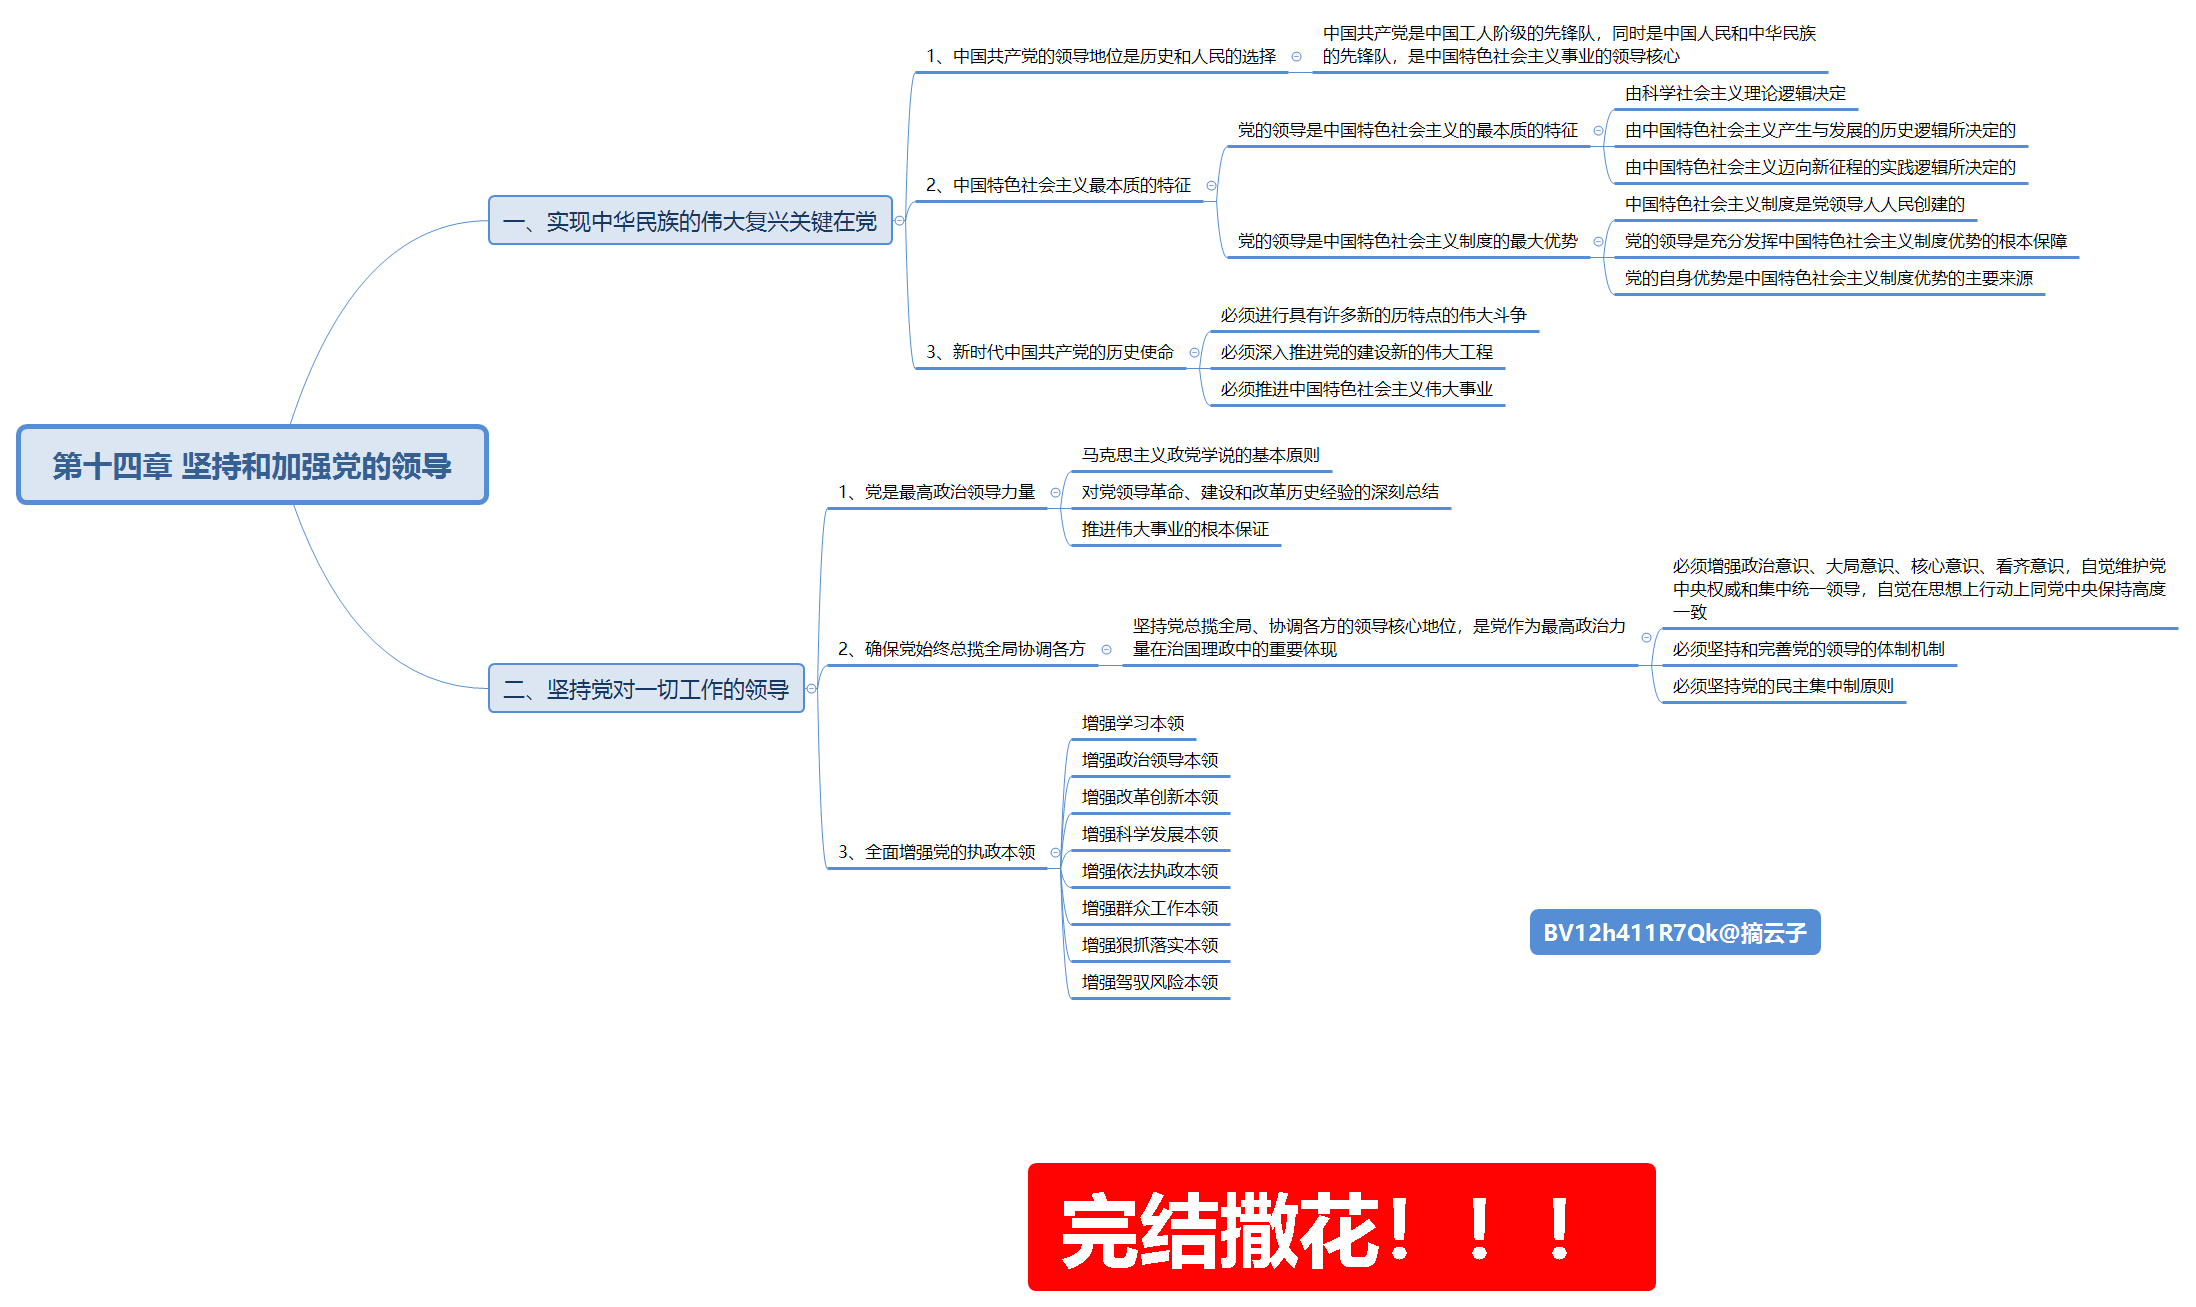 第十四章 坚持和加强党的领导
一、实现中华民族的伟大复兴关键在党
1、中国共产党的领导地位是历史和人民的选择
中国共产党是中国工人阶级的先锋队，同时是中国人民和中华民族
的先锋队，是中国特色社会主义事业的领导核心
2、中国特色社会主义最本质的特征
党的领导是中国特色社会主义的最本质的特征
由科学社会主义理论逻辑决定
由中国特色社会主义产生与发展的历史逻辑所决定的
由中国特色社会主义迈向新征程的实践逻辑所决定的
党的领导是中国特色社会主义制度的最大优势
中国特色社会主义制度是党领导人人民创建的
党的领导是充分发挥中国特色社会主义制度优势的根本保障
党的自身优势是中国特色社会主义制度优势的主要来源
3、新时代中国共产党的历史使命
必须进行具有许多新的历特点的伟大斗争
必须深入推进党的建设新的伟大工程
必须推进中国特色社会主义伟大事业
二、坚持党对一切工作的领导
1、党是最高政治领导力量
马克思主义政党学说的基本原则
对党领导革命、建设和改革历史经验的深刻总结
推进伟大事业的根本保证
2、确保党始终总揽全局协调各方
坚持党总揽全局、协调各方的领导核心地位，是党作为最高政治力
量在治国理政中的重要体现
必须增强政治意识、大局意识、核心意识、看齐意识，自觉维护党
中央权威和集中统一领导，自觉在思想上行动上同党中央保持高度
一致
必须坚持和完善党的领导的体制机制
必须坚持党的民主集中制原则
3、全面增强党的执政本领
增强学习本领
增强政治领导本领
增强改革创新本领
增强科学发展本领
增强依法执政本领
增强群众工作本领
增强狠抓落实本领
增强驾驭风险本领
BV12h411R7Qk@摘云子
完结撒花！！！